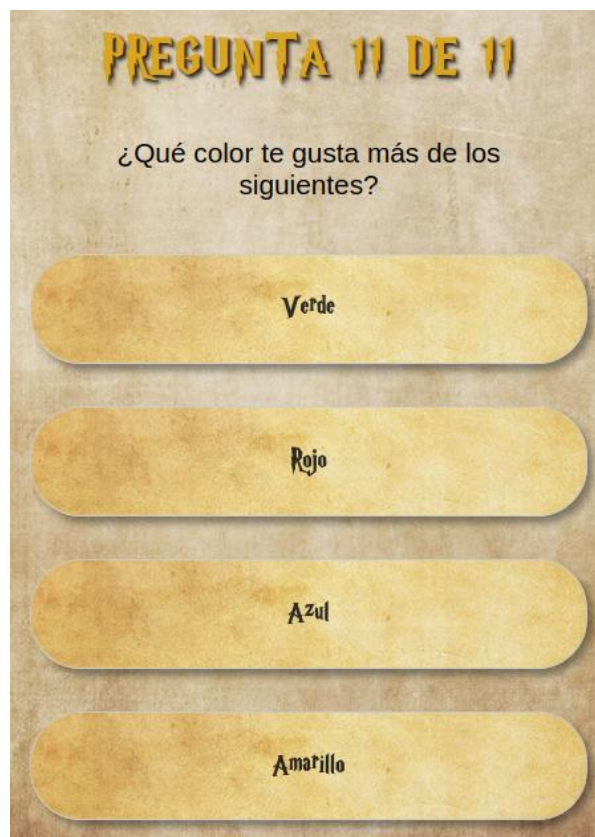 PREGUNTA 11 DE 11
¿Qué color te gusta más de los
siguientes?
Verde
Rojo
Azul
Amarillo